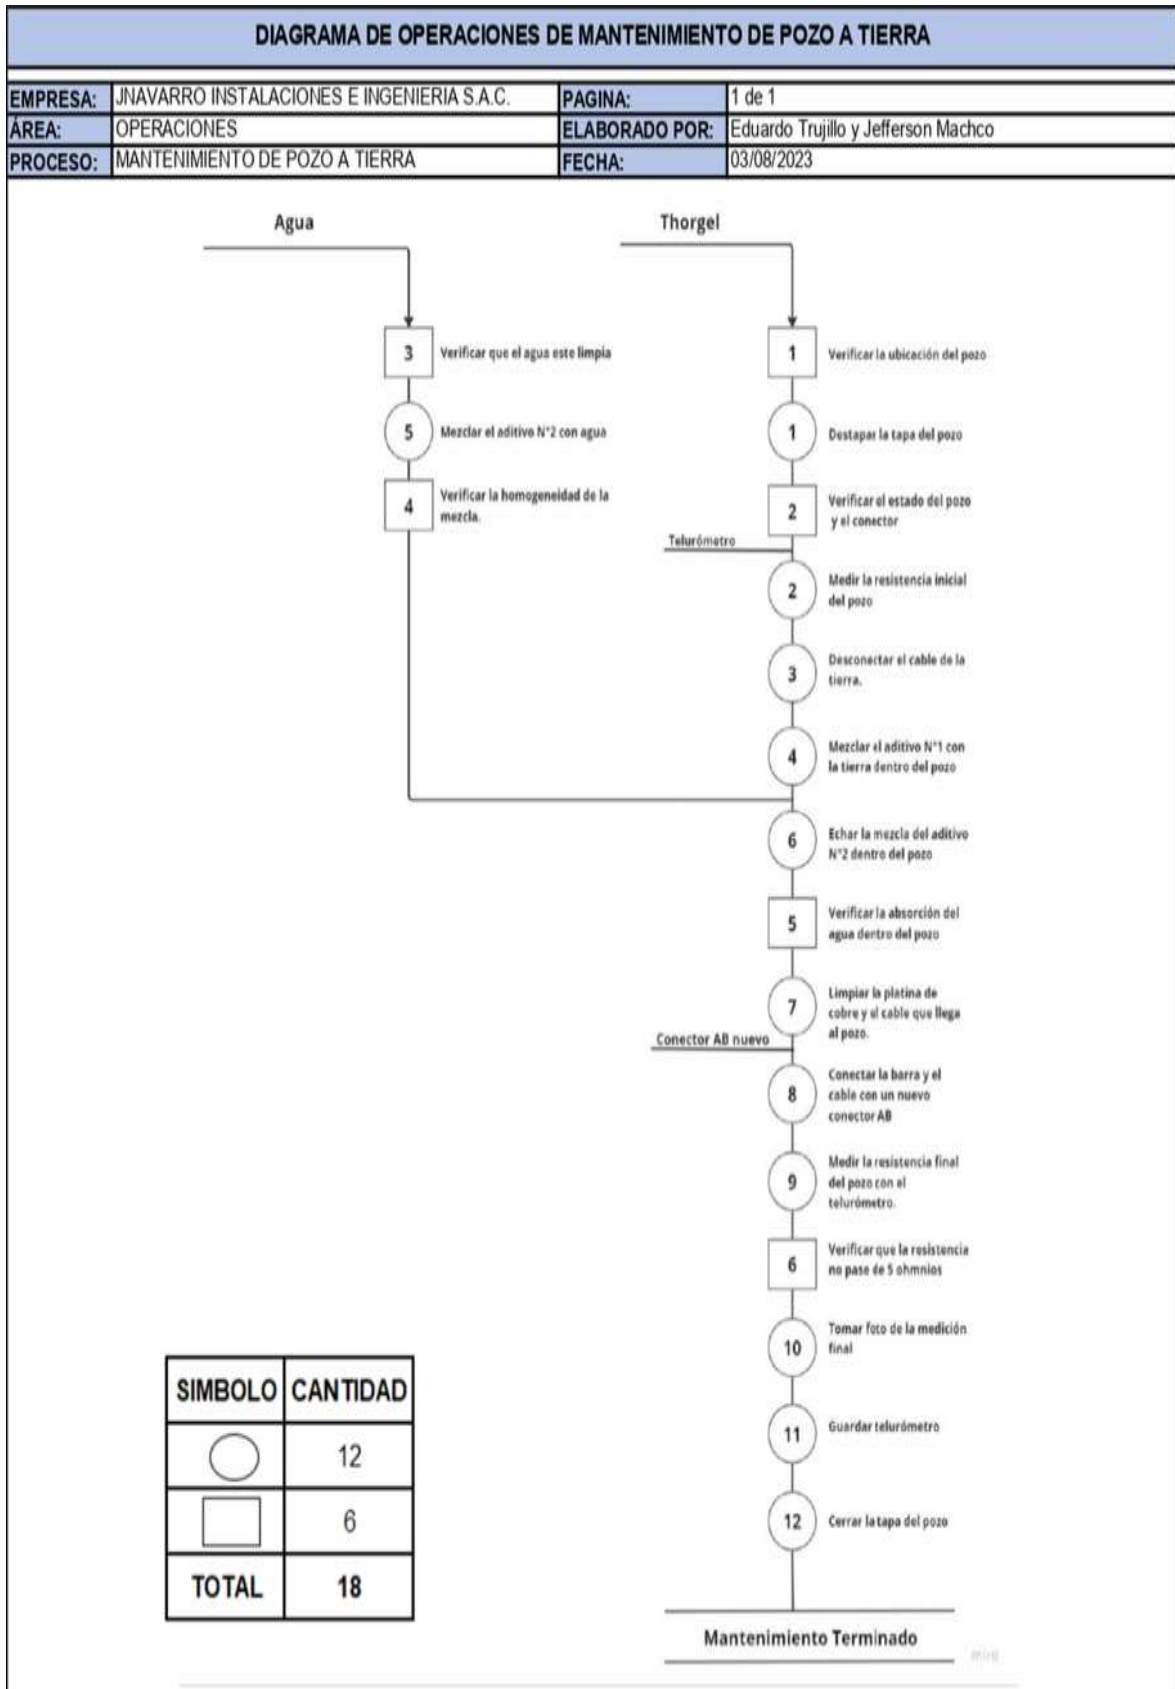 DIAGRAMA DE OPERACIONES DE MANTENIMIENTO DE POZO A TIERRA
EMPRESA: JNAVARRO INSTALACIONES E INGENIERIA S.A.C. PAGINA: 1 de 1
ÁREA: OPERACIONES ELABORADO POR: Eduardo Trujillo y Jefferson Machco
PROCESO: MANTENIMIENTO DE POZO A TIERRA FECHA: 03/08/2023
Agua
3 Verificar que el agua este limpia
5 Mezclar el aditivo N°2 con agua
4 Verificar la homogeneidad de la
mezcla.
Thorgel
1 Verificar la ubicación del pozo
1 Destapar la tapa del pozo
2 Verificar el estado del pozo
y el conector
Telurómetro
2 Medir la resistencia inicial
del pozo
3 Desconectar el cable de la
tierra.
4 Mezclar el aditivo N°1 con
la tierra dentro del pozo
6 Echar la mezcla del aditivo
N°2 dentro del pozo
5 Verificar la absorción del
agua dentro del pozo
7 Limpiar la platina de
cobre y el cable que llega
al pozo.
Conector AB nuevo
8 Conectar la barra y el
cable con un nuevo
conector AB
9 Medir la resistencia final
del pozo con el
telurómetro.
6 Verificar que la resistencia
no pase de 5 ohmnios
10 Tomar foto de la medición
final
11 Guardar telurómetro
12 Cerrar la tapa del pozo
Mantenimiento Terminado
miro
SIMBOLO CANTIDAD
12
6
TOTAL 18